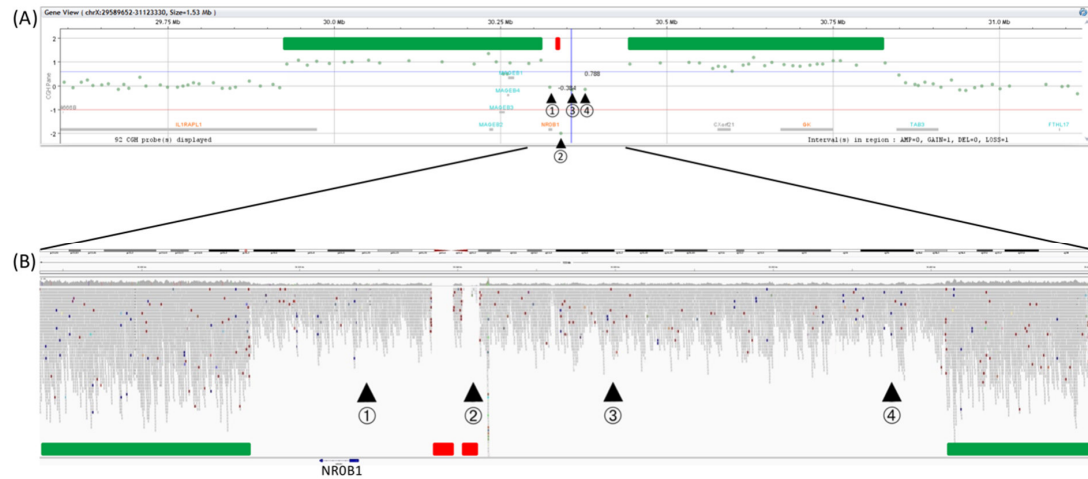 (A)
Gene View ( chrX:29589652-31123330, Size=1.53 Mb )
29.75 Mb 30.0 Mb 30.25 Mb 30.5 Mb 30.75 Mb 31.0 Mb
2
1
0
-1
-2
CGH Pane
MAGEB1
MAGEB4
MAGEB3
MAGEB2
IL1RAPL1
NR0B1
-0.304
0.788
① ③ ④
②
GK
TAB3
FTHL17
92 CGM probe(s) displayed
Interval(s) in region : AMP=0, GAIN=1, DEL=0, LOSS=1
(B)
① ② ③ ④
NR0B1